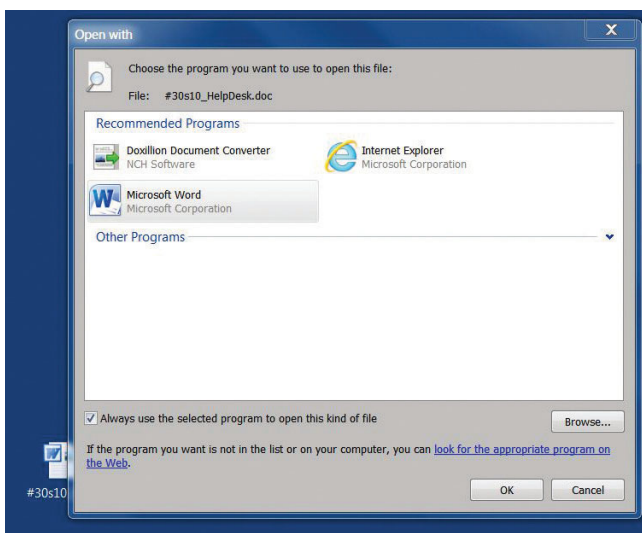 Open with
X
Choose the program you want to use to open this file:
File: #30s10_HelpDesk.doc
Recommended Programs
Doxillion Document Converter
NCH Software
Internet Explorer
Microsoft Corporation
Microsoft Word
Microsoft Corporation
Other Programs
Always use the selected program to open this kind of file
Browse...
If the program you want is not in the list or on your computer, you can look for the appropriate program on
the Web.
#30s10
OK
Cancel